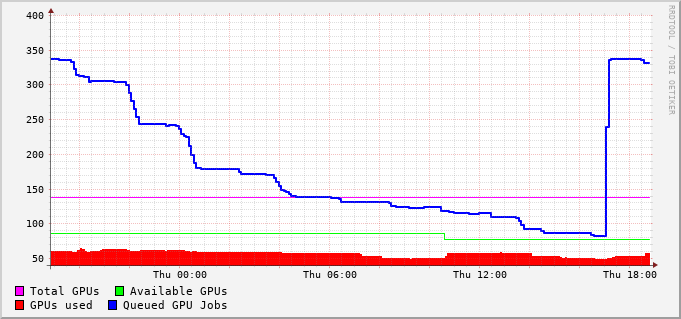 400
350
300
250
200
150
100
50
Thu 00:00 Thu 06:00 Thu 12:00 Thu 18:00
Total GPUs Available GPUs
GPUs used Queued GPU Jobs
RRDTOOL / TOBI OETIKER